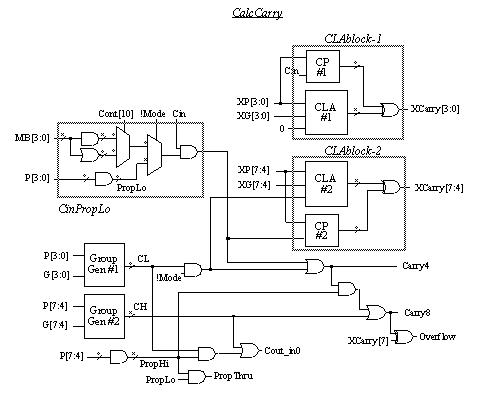 CalcCarry
CLAblock-1
CP
#1
Cin
XP[3:0]
XG[3:0]
0
CLA
#1
XCarry[3:0]
Cont[10]
!Mode
Cin
MB[3:0]
P[3:0]
PropLo
CinPropLo
CLAblock-2
XP[7:4]
XG[7:4]
CLA
#2
CP
#2
XCarry[7:4]
P[3:0]
G[3:0]
Group
Gen #1
CL
!Mode
Carry4
P[7:4]
G[7:4]
Group
Gen #2
CH
Carry8
XCarry[7]
Overflow
P[7:4]
PropHi
Cout_in0
PropLo
PropThru